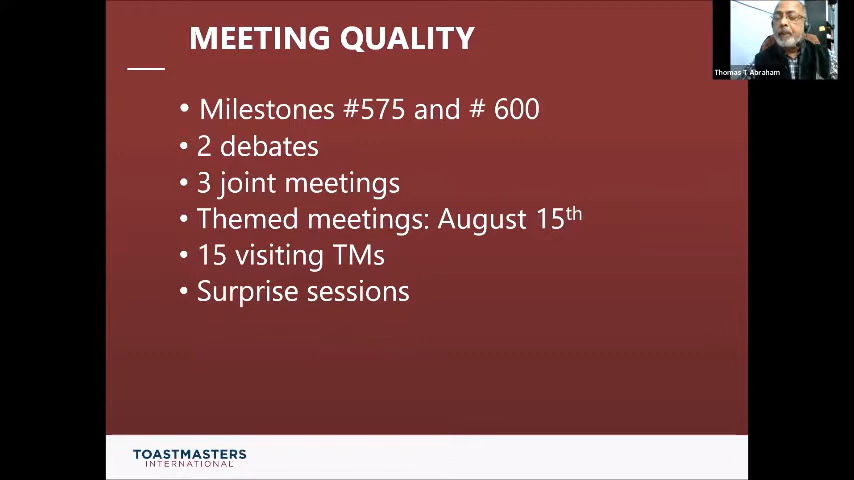 MEETING QUALITY
Thomas T Abraham
• Milestones #575 and # 600
• 2 debates
• 3 joint meetings
• Themed meetings: August 15th
• 15 visiting TMs
• Surprise sessions
TOASTMASTERS
INTERNATIONAL